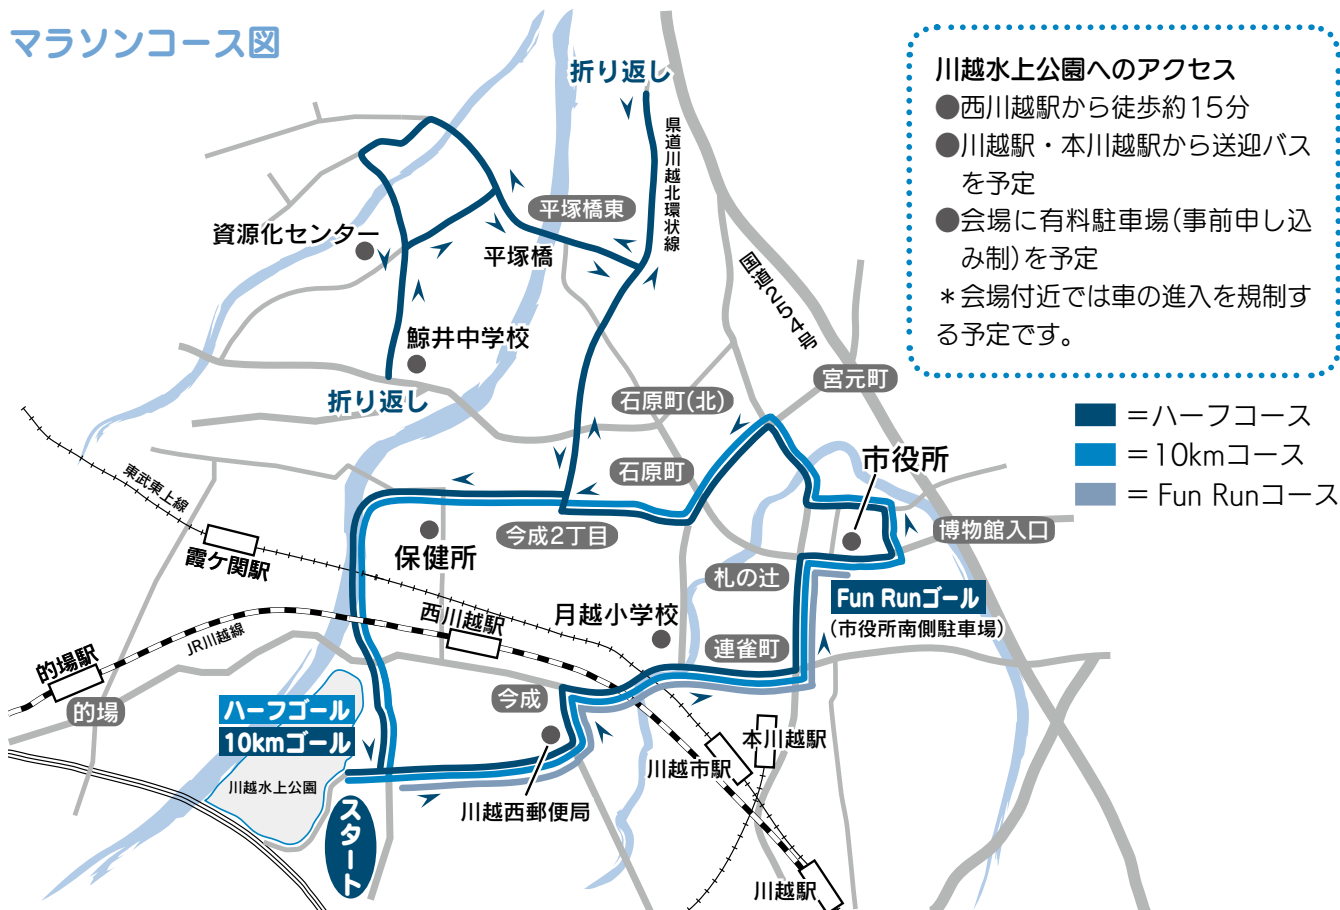 マラソンコース図
川越水上公園へのアクセス
●西川越駅から徒歩約15分
●川越駅・本川越駅から送迎バス
を予定
●会場に有料駐車場(事前申し込
み制)を予定
＊会場付近では車の進入を規制す
る予定です。
折り返し
県道川越北環状線
平塚橋東
資源化センター
平塚橋
国道254号
鯨井中学校
折り返し
宮元町
石原町(北)
＝ハーフコース
＝10kmコース
＝ Fun Runコース
市役所
石原町
東武東上線
今成2丁目
博物館入口
保健所
霞ケ関駅
札の辻
Fun Runゴール
(市役所南側駐車場)
月越小学校
西川越駅
JR川越線
連雀町
的場駅
的場
今成
ハーフゴール
10kmゴール
本川越駅
川越市駅
川越水上公園
川越西郵便局
スタート
川越駅